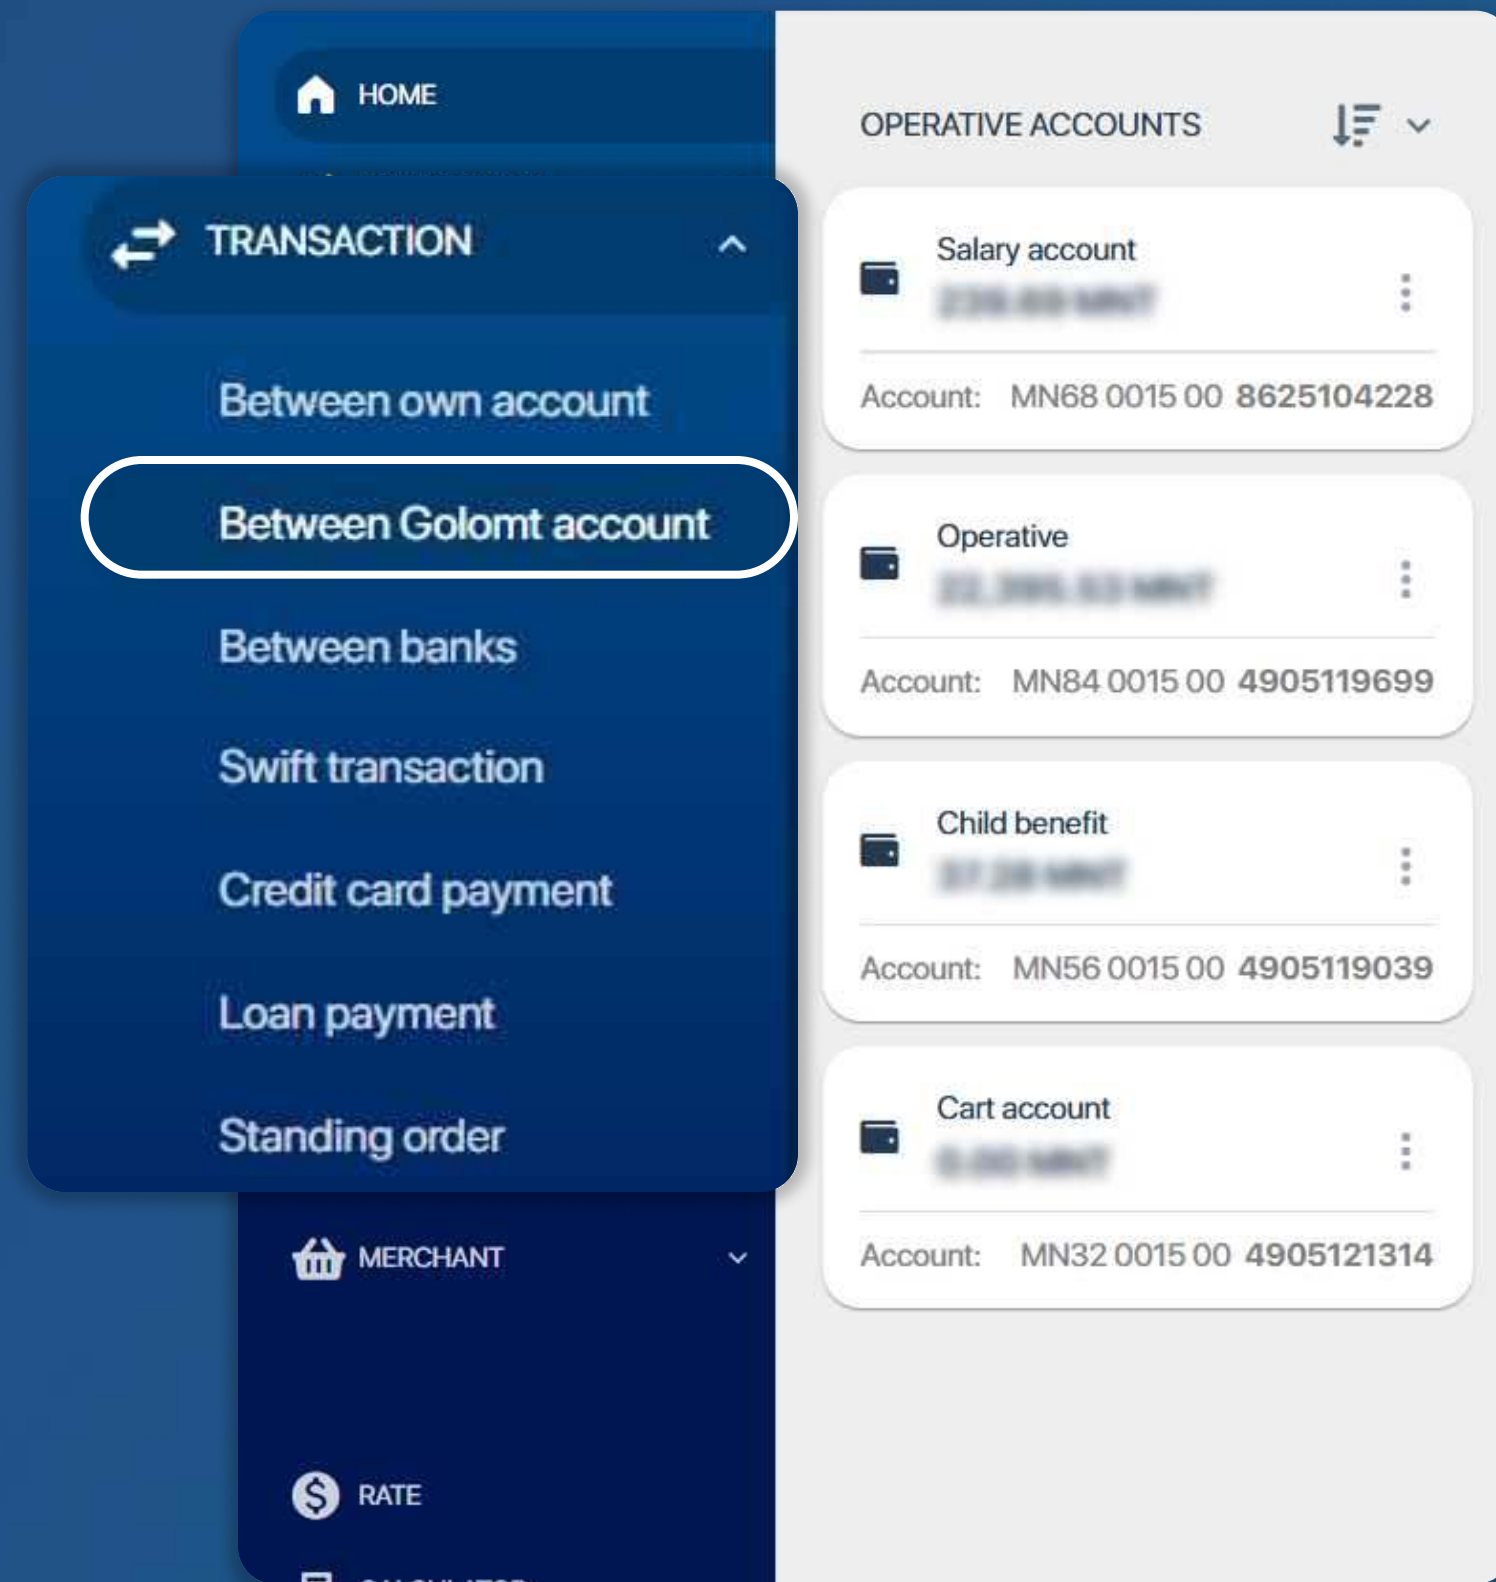 HOME
TRANSACTION
Between own account
Between Golomt account
Between banks
Swift transaction
Credit card payment
Loan payment
Standing order
MERCHANT
RATE
OPERATIVE ACCOUNTS
Salary account
Account: MN68 0015 00 8625104228
Operative
Account: MN84 0015 00 4905119699
Child benefit
Account: MN56 0015 00 4905119039
Cart account
Account: MN32 0015 00 4905121314